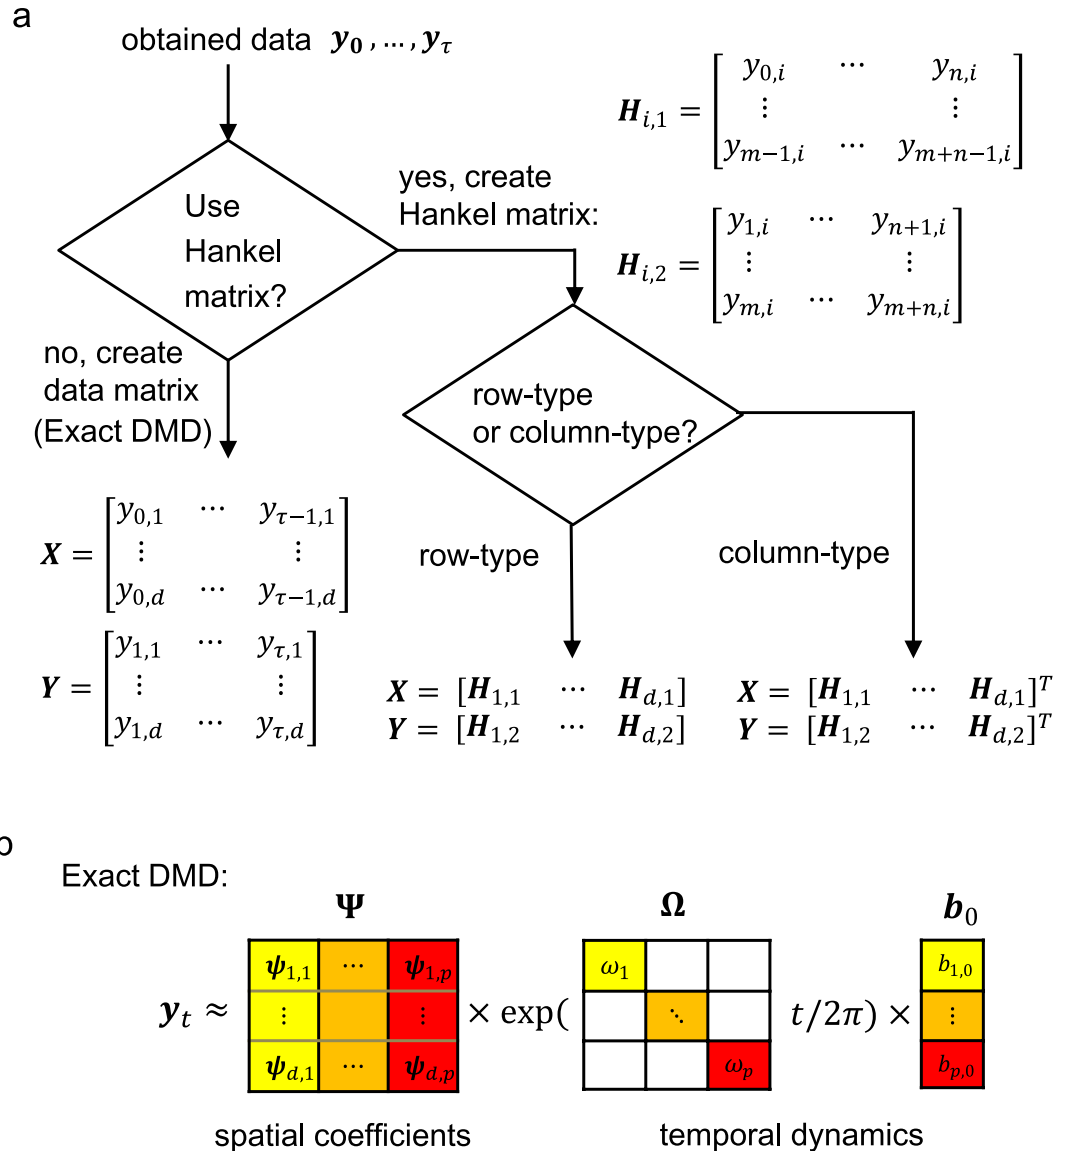 a
obtained data y₀ , … , y_τ
H_{i,1} = [ y_{0,i} ⋯ y_{n,i}
⋮ ⋮
y_{m−1,i} ⋯ y_{m+n−1,i} ]
Use
Hankel
matrix?
yes, create
Hankel matrix:
H_{i,2} = [ y_{1,i} ⋯ y_{n+1,i}
⋮ ⋮
y_{m,i} ⋯ y_{m+n,i} ]
no, create
data matrix
(Exact DMD)
row-type
or column-type?
X = [ y_{0,1} ⋯ y_{τ−1,1}
⋮ ⋮
y_{0,d} ⋯ y_{τ−1,d} ]
Y = [ y_{1,1} ⋯ y_{τ,1}
⋮ ⋮
y_{1,d} ⋯ y_{τ,d} ]
row-type
X = [H_{1,1} ⋯ H_{d,1}]
Y = [H_{1,2} ⋯ H_{d,2}]
column-type
X = [H_{1,1} ⋯ H_{d,1}]^T
Y = [H_{1,2} ⋯ H_{d,2}]^T
b
Exact DMD:
Ψ Ω b₀
ψ_{1,1} ⋯ ψ_{1,p} ω₁ b_{1,0}
y_t ≈ ⋮ ⋮ × exp( ⋱ t/2π) × ⋮
ψ_{d,1} ⋯ ψ_{d,p} ω_p b_{p,0}
spatial coefficients temporal dynamics